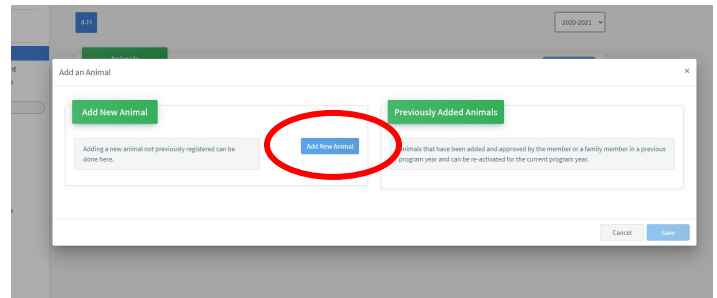 4-H
2020-2021
Animals
Add an Animal
×
Add New Animal
Adding a new animal not previously registered can be
done here.
Add New Animal
Previously Added Animals
Animals that have been added and approved by the member or a family member in a previous
program year and can be re-activated for the current program year.
Cancel
Save